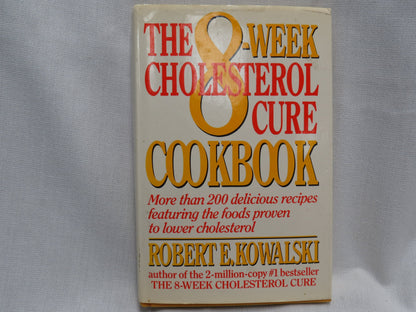 THE 8-WEEK
CHOLESTEROL
CURE
COOKBOOK
More than 200 delicious recipes
featuring the foods proven
to lower cholesterol
ROBERT E. KOWALSKI
author of the 2-million-copy #1 bestseller
THE 8-WEEK CHOLESTEROL CURE